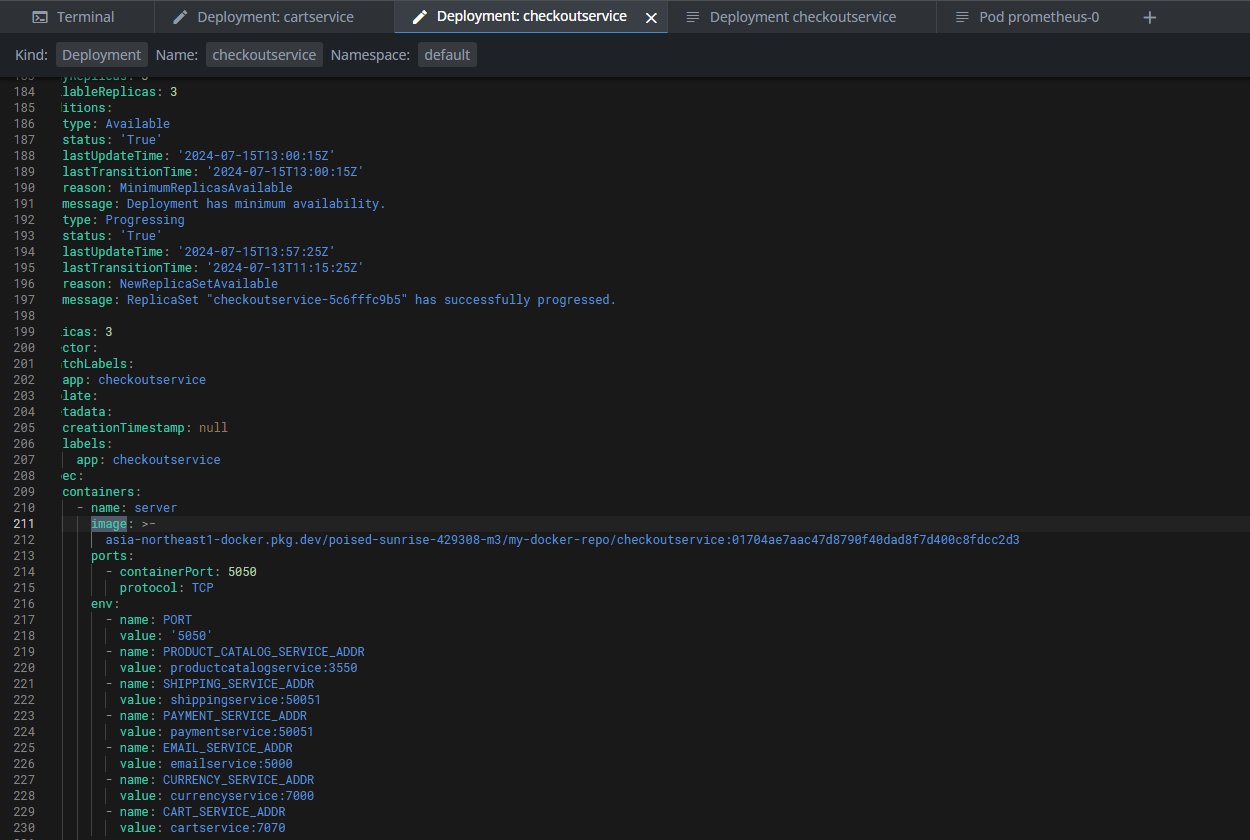 Terminal
Deployment: cartservice
Deployment: checkoutservice
Deployment checkoutservice
Pod prometheus-0
Kind: Deployment Name: checkoutservice Namespace: default
184 lableReplicas: 3
185 itions:
186 type: Available
187 status: 'True'
188 lastUpdateTime: '2024-07-15T13:00:15Z'
189 lastTransitionTime: '2024-07-15T13:00:15Z'
190 reason: MinimumReplicasAvailable
191 message: Deployment has minimum availability.
192 type: Progressing
193 status: 'True'
194 lastUpdateTime: '2024-07-15T13:57:25Z'
195 lastTransitionTime: '2024-07-13T11:15:25Z'
196 reason: NewReplicaSetAvailable
197 message: ReplicaSet "checkoutservice-5c6fffc9b5" has successfully progressed.
198
199 icas: 3
200 ctor:
201 tchLabels:
202 app: checkoutservice
203 late:
204 tadata:
205 creationTimestamp: null
206 labels:
207 app: checkoutservice
208 ec:
209 containers:
210 - name: server
211 image: >-
212 asia-northeast1-docker.pkg.dev/poised-sunrise-429308-m3/my-docker-repo/checkoutservice:01704ae7aac47d8790f40dad8f7d400c8fdcc2d3
213 ports:
214 - containerPort: 5050
215 protocol: TCP
216 env:
217 - name: PORT
218 value: '5050'
219 - name: PRODUCT_CATALOG_SERVICE_ADDR
220 value: productcatalogservice:3550
221 - name: SHIPPING_SERVICE_ADDR
222 value: shippingservice:50051
223 - name: PAYMENT_SERVICE_ADDR
224 value: paymentservice:50051
225 - name: EMAIL_SERVICE_ADDR
226 value: emailservice:5000
227 - name: CURRENCY_SERVICE_ADDR
228 value: currencyservice:7000
229 - name: CART_SERVICE_ADDR
230 value: cartservice:7070